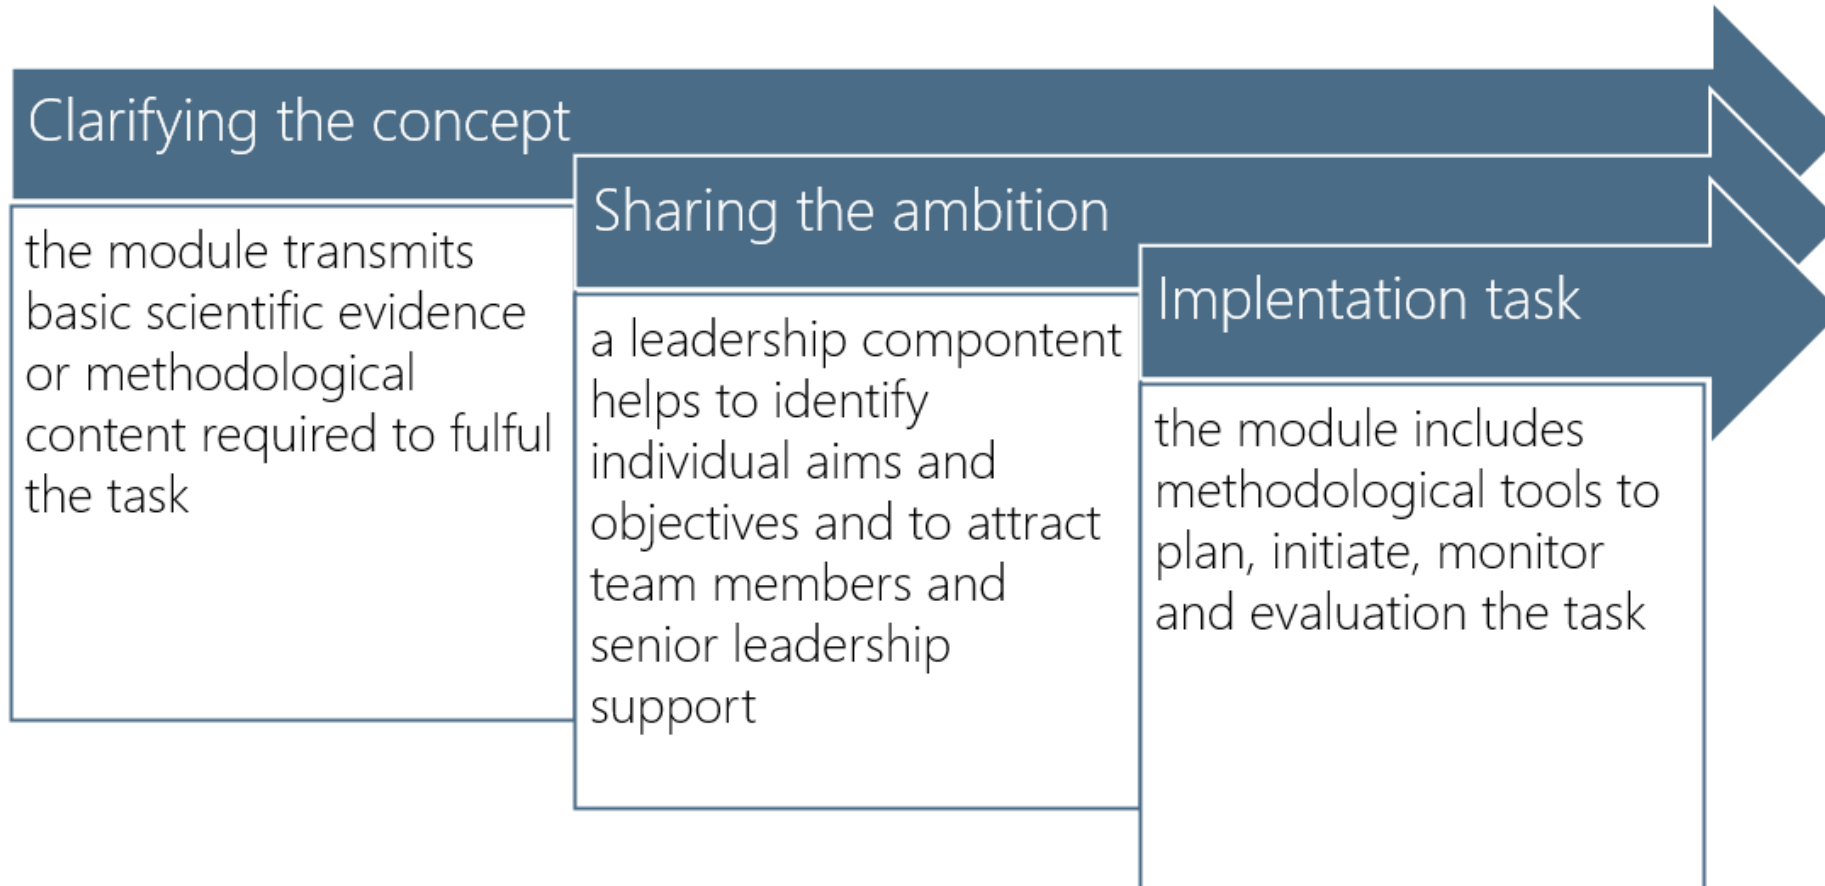 Clarifying the concept
the module transmits
basic scientific evidence
or methodological
content required to fulful
the task
Sharing the ambition
a leadership compontent
helps to identify
individual aims and
objectives and to attract
team members and
senior leadership
support
Implentation task
the module includes
methodological tools to
plan, initiate, monitor
and evaluation the task